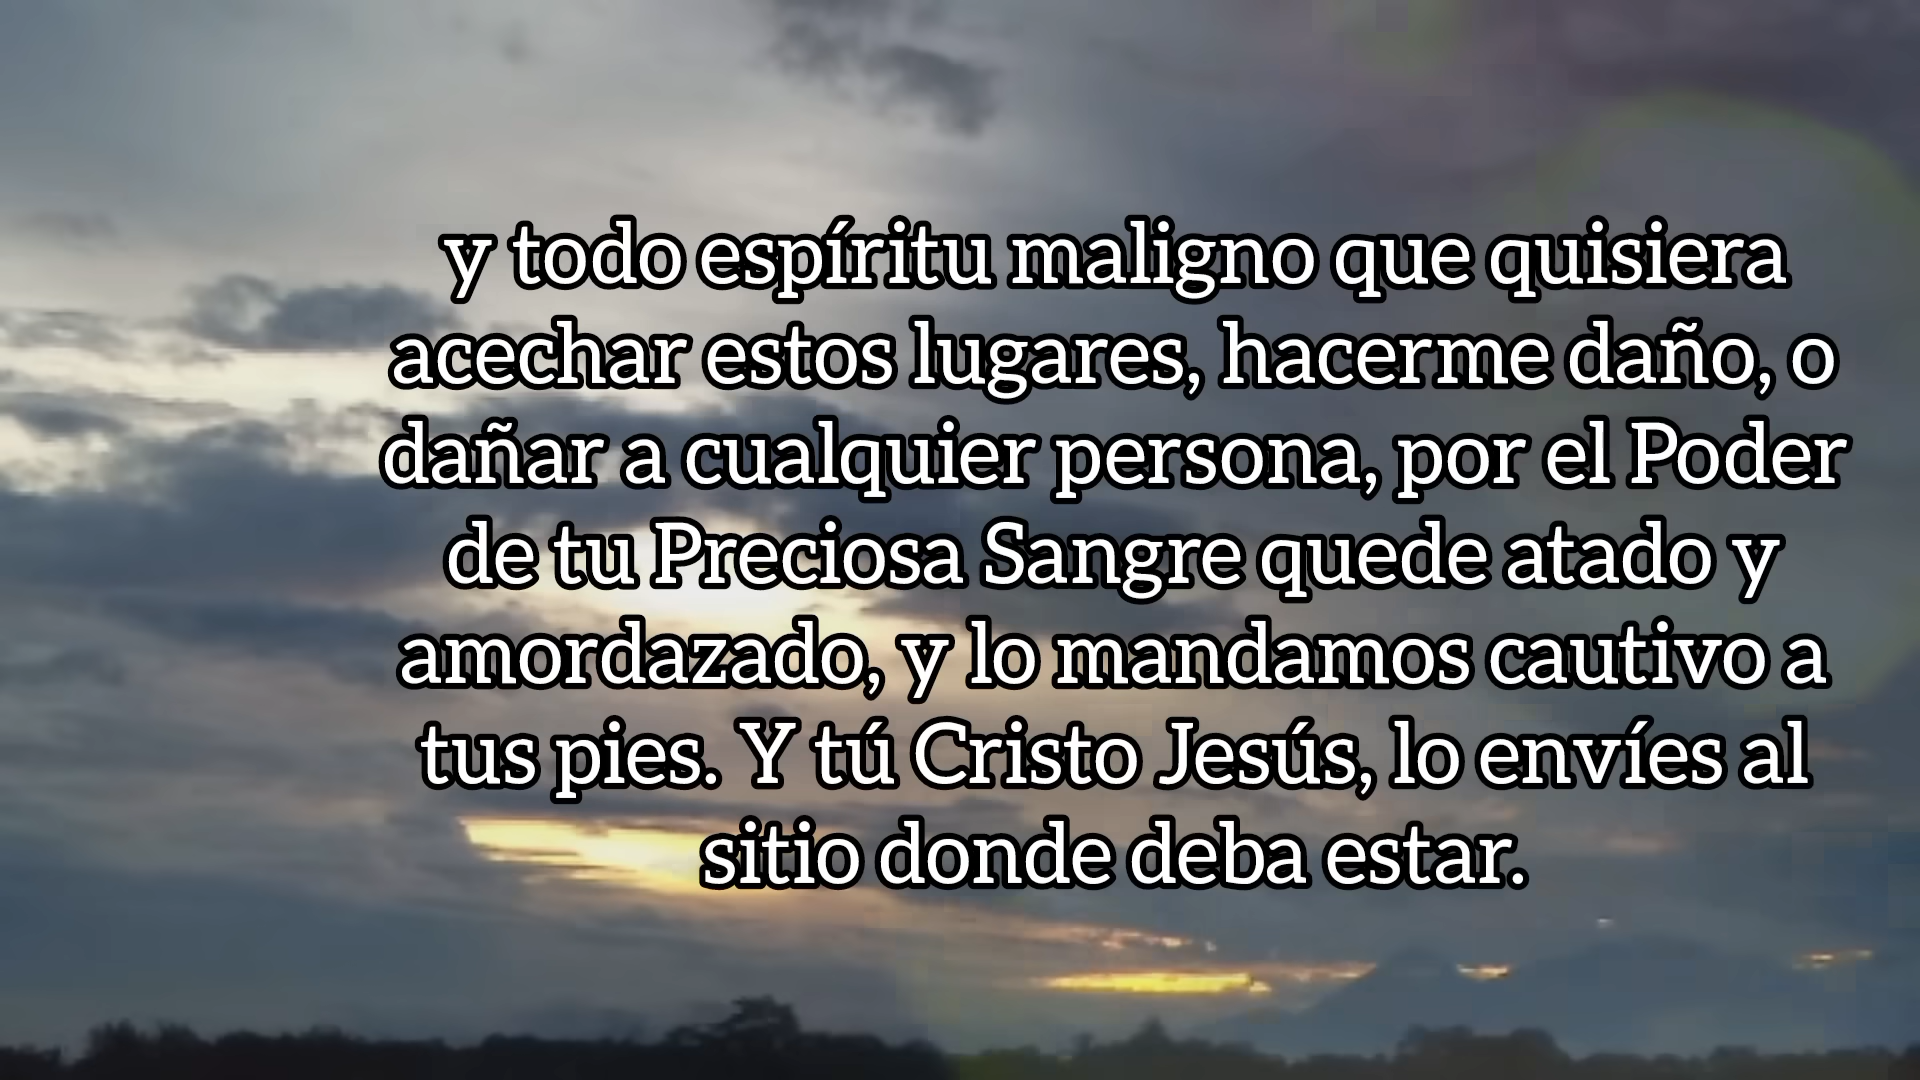 y todo espíritu maligno que quisiera
acechar estos lugares, hacerme daño, o
dañar a cualquier persona, por el Poder
de tu Preciosa Sangre quede atado y
amordazado, y lo mandamos cautivo a
tus pies. Y tú Cristo Jesús, lo envíes al
sitio donde deba estar.